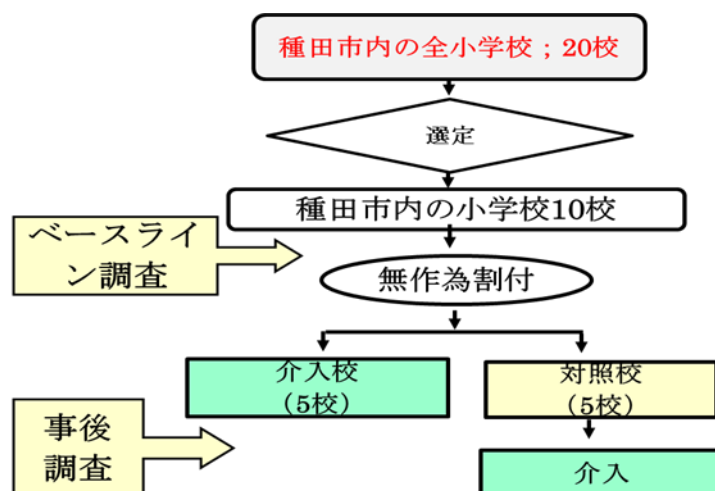 種田市内の全小学校；20校
選定
種田市内の小学校10校
ベースライ
ン調査
無作為割付
介入校
（5校）
対照校
（5校）
事後
調査
介入